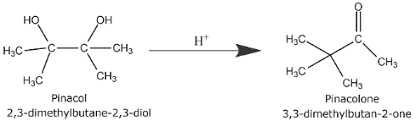 OH OH
H₃C C C CH₃
H₃C CH₃
Pinacol
2,3-dimethylbutane-2,3-diol
H⁺
O
H₃C C
H₃C CH₃
CH₃
Pinacolone
3,3-dimethylbutan-2-one